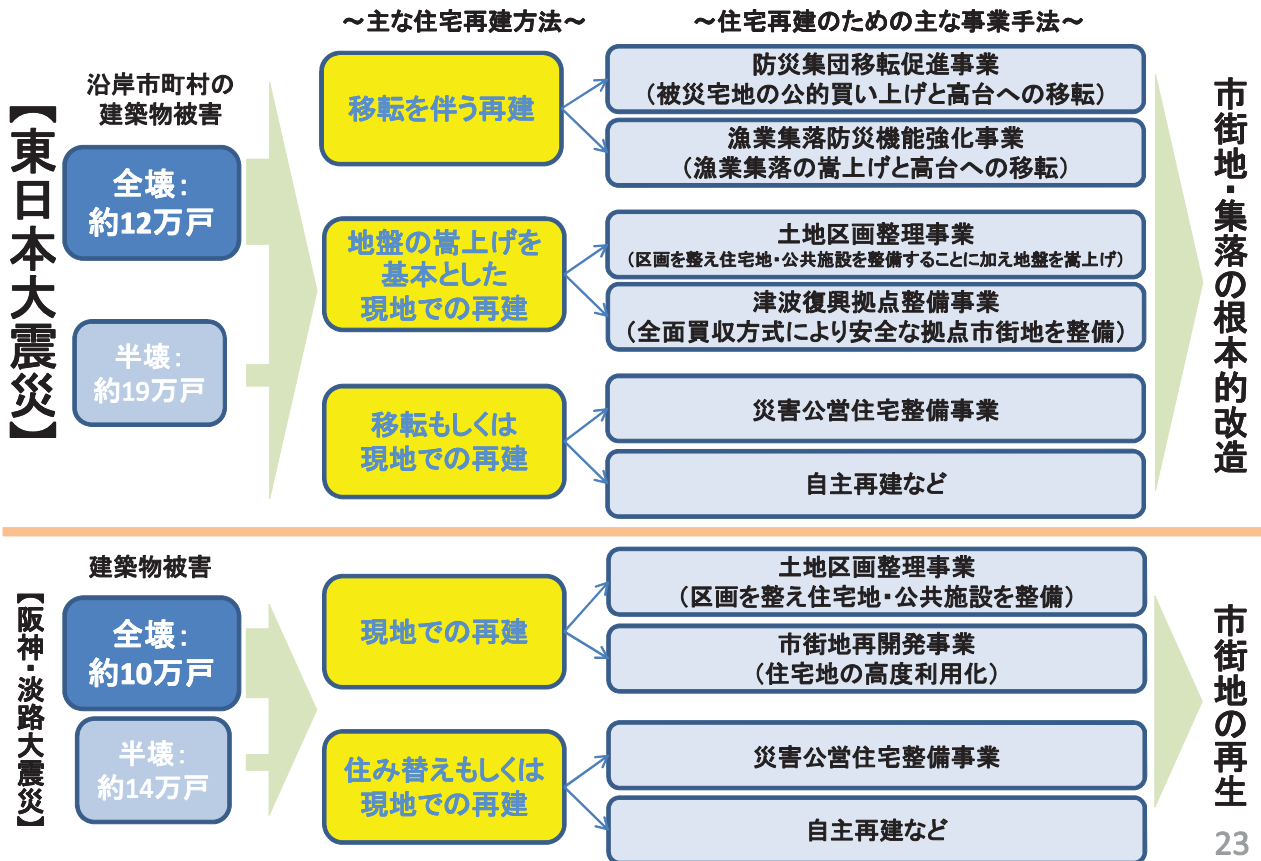 ～主な住宅再建方法～
～住宅再建のための主な事業手法～
【東日本大震災】
沿岸市町村の
建築物被害
全壊：
約12万戸
半壊：
約19万戸
移転を伴う再建
防災集団移転促進事業
（被災宅地の公的買い上げと高台への移転）
漁業集落防災機能強化事業
（漁業集落の嵩上げと高台への移転）
地盤の嵩上げを
基本とした
現地での再建
土地区画整理事業
（区画を整え住宅地・公共施設を整備することに加え地盤を嵩上げ）
津波復興拠点整備事業
（全面買収方式により安全な拠点市街地を整備）
移転もしくは
現地での再建
災害公営住宅整備事業
自主再建など
市街地・集落の根本的改造
【阪神・淡路大震災】
建築物被害
全壊：
約10万戸
半壊：
約14万戸
現地での再建
土地区画整理事業
（区画を整え住宅地・公共施設を整備）
市街地再開発事業
（住宅地の高度利用化）
住み替えもしくは
現地での再建
災害公営住宅整備事業
自主再建など
市街地の再生
23